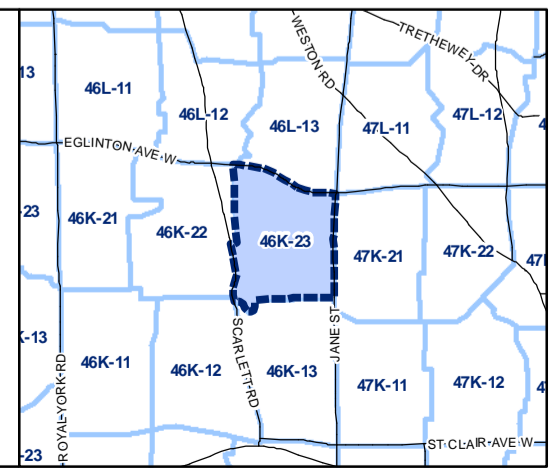 WESTON RD
TRETHEWEY DR
13
46L-11
46L-12
46L-13
47L-11
47L-12
4
EGLINTON AVE W
23
46K-21
46K-22
46K-23
47K-21
47K-22
47
K-13
46K-11
46K-12
46K-13
47K-11
47K-12
ROYAL YORK RD
SCARLETT RD
JANE ST
ST CLAIR AVE W
-23